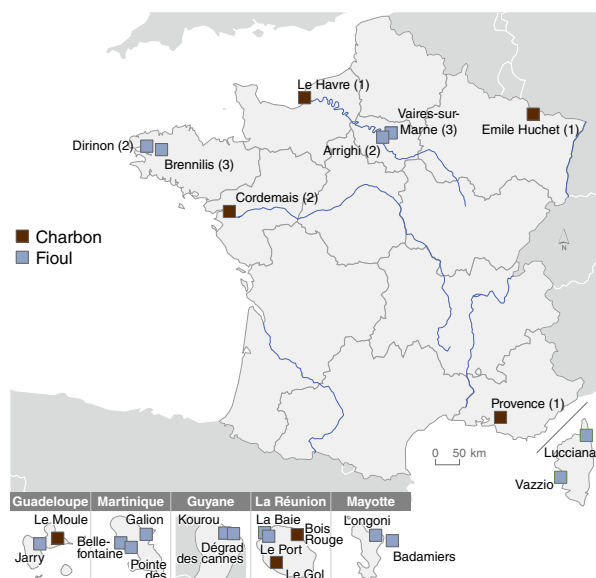 Le Havre (1)
Vaires-sur-
Marne (3)
Emile Huchet (1)
Arrighi (2)
Dirinon (2)
Brennilis (3)
Cordemais (2)
Charbon
Fioul
N
Provence (1)
0 50 km
Lucciana
Vazzio
Guadeloupe
Martinique
Guyane
La Réunion
Mayotte
Le Moule
Jarry
Galion
Belle-
fontaine
Pointe
des
Kourou
Dégrad
des cannes
La Baie
Bois
Rouge
Le Port
Le Gol
Longoni
Badamiers